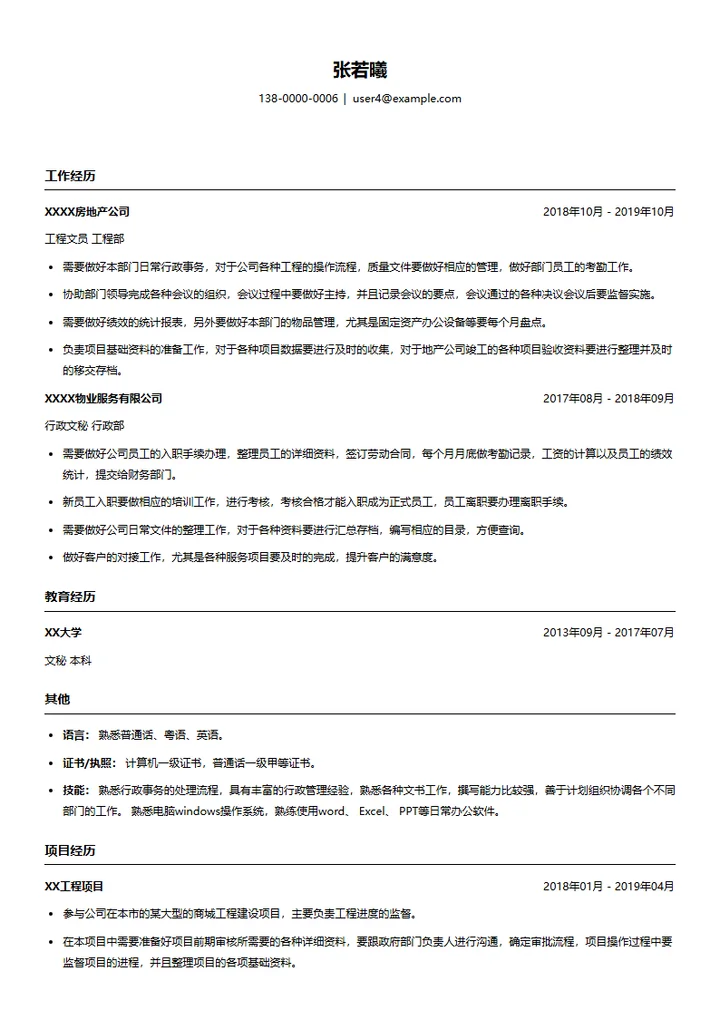 张若曦
138-0000-0006 | user4@example.com
工作经历
XXXX房地产公司 2018年10月 - 2019年10月
工程文员 工程部
• 需要做好本部门日常行政事务，对于公司各种工程的操作流程，质量文件要做好相应的管理，做好部门员工的考勤工作。
• 协助部门领导完成各种会议的组织，会议过程中要做好主持，并且记录会议的要点，会议通过的各种决议会议后要监督实施。
• 需要做好绩效的统计报表，另外要做好本部门的物品管理，尤其是固定资产办公设备等要每个月盘点。
• 负责项目基础资料的准备工作，对于各种项目数据要进行及时的收集，对于地产公司竣工的各种项目验收资料要进行整理并及时
的移交存档。
XXXX物业服务有限公司 2017年08月 - 2018年09月
行政文秘 行政部
• 需要做好公司员工的入职手续办理，整理员工的详细资料，签订劳动合同，每个月月底做考勤记录，工资的计算以及员工的绩效
统计，提交给财务部门。
• 新员工入职要做相应的培训工作，进行考核，考核合格才能入职成为正式员工，员工离职要办理离职手续。
• 需要做好公司日常文件的整理工作，对于各种资料要进行汇总存档，编写相应的目录，方便查询。
• 做好客户的对接工作，尤其是各种服务项目要及时的完成，提升客户的满意度。
教育经历
XX大学 2013年09月 - 2017年07月
文秘 本科
其他
• 语言： 熟悉普通话、粤语、英语。
• 证书/执照： 计算机一级证书，普通话一级甲等证书。
• 技能： 熟悉行政事务的处理流程，具有丰富的行政管理经验，熟悉各种文书工作，撰写能力比较强，善于计划组织协调各个不同
部门的工作。 熟悉电脑windows操作系统，熟练使用word、 Excel、 PPT等日常办公软件。
项目经历
XX工程项目 2018年01月 - 2019年04月
• 参与公司在本市的某大型的商城工程建设项目，主要负责工程进度的监督。
• 在本项目中需要准备好项目前期审核所需要的各种详细资料，要跟政府部门负责人进行沟通，确定审批流程，项目操作过程中要
监督项目的进程，并且整理项目的各项基础资料。